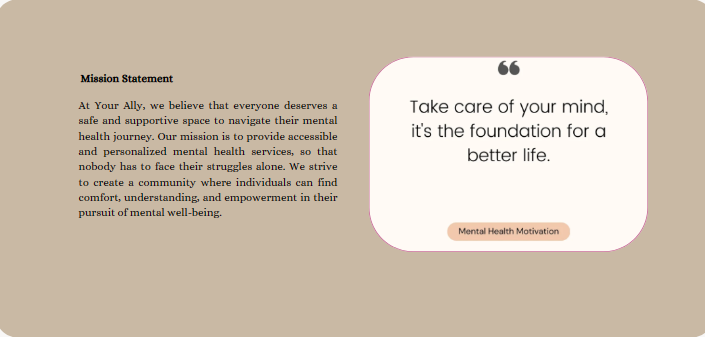 Mission Statement
At Your Ally, we believe that everyone deserves a
safe and supportive space to navigate their mental
health journey. Our mission is to provide accessible
and personalized mental health services, so that
nobody has to face their struggles alone. We strive
to create a community where individuals can find
comfort, understanding, and empowerment in their
pursuit of mental well-being.
❝
Take care of your mind,
it's the foundation for a
better life.
Mental Health Motivation